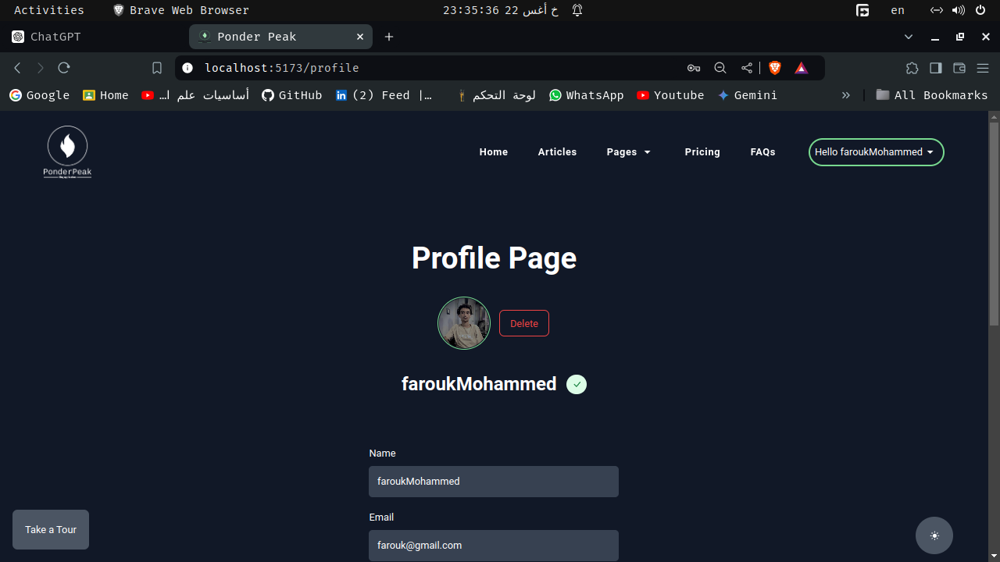 Activities Brave Web Browser 23:35:36 22 خ أغس en
ChatGPT Ponder Peak
localhost:5173/profile
Google Home أساسيات علم ا... GitHub (2) Feed |… لوحة التحكم WhatsApp Youtube Gemini » All Bookmarks
PonderPeak
Home Articles Pages Pricing FAQs Hello faroukMohammed
Profile Page
Delete
faroukMohammed
Name
faroukMohammed
Email
farouk@gmail.com
Take a Tour